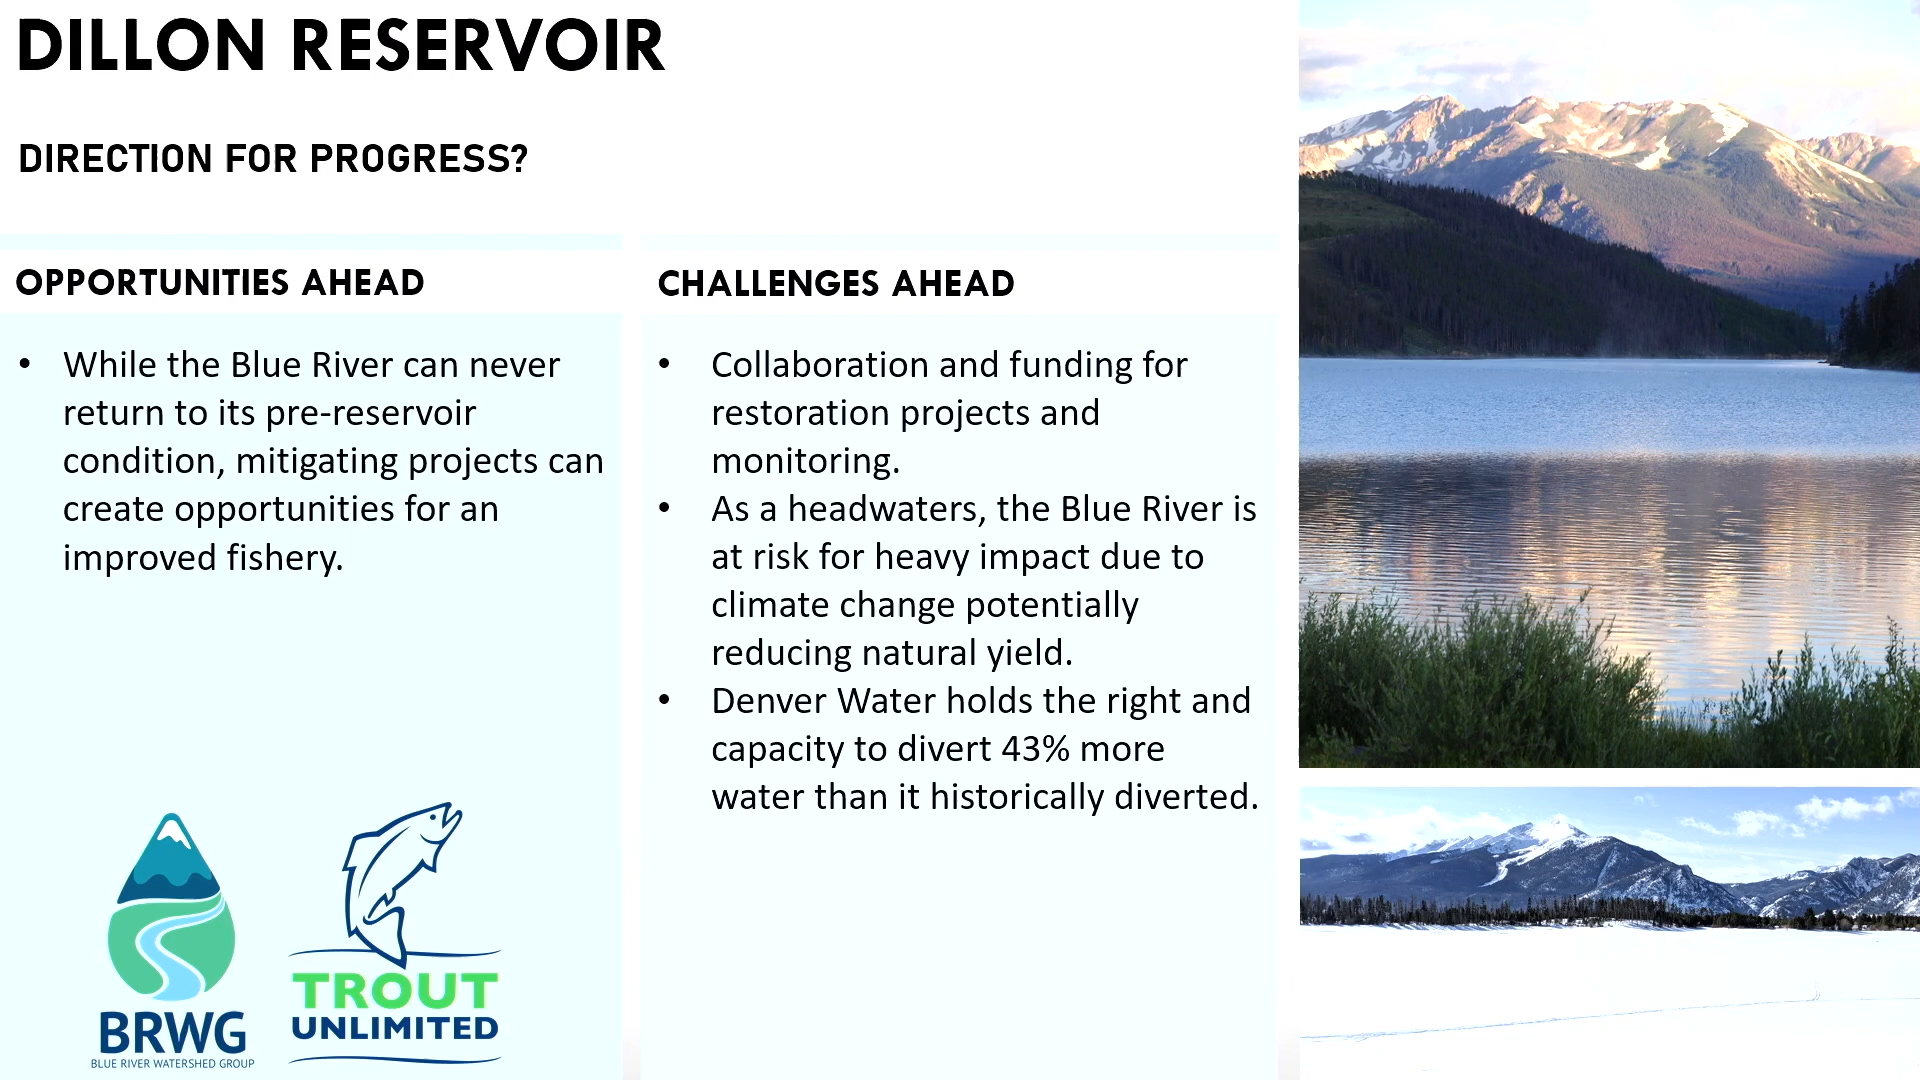 DILLON RESERVOIR
DIRECTION FOR PROGRESS?
OPPORTUNITIES AHEAD
• While the Blue River can never
return to its pre-reservoir
condition, mitigating projects can
create opportunities for an
improved fishery.
BRWG
BLUE RIVER WATERSHED GROUP
TROUT
UNLIMITED
CHALLENGES AHEAD
• Collaboration and funding for
restoration projects and
monitoring.
• As a headwaters, the Blue River is
at risk for heavy impact due to
climate change potentially
reducing natural yield.
• Denver Water holds the right and
capacity to divert 43% more
water than it historically diverted.